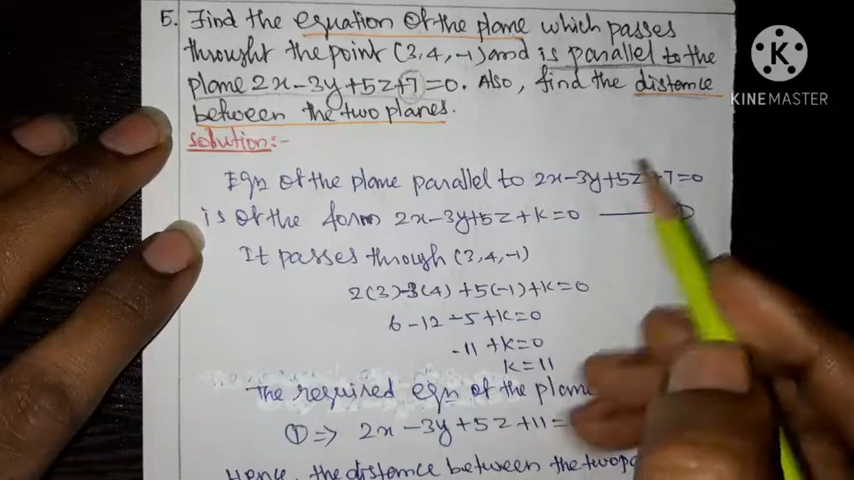 5. Find the equation of the plane which passes
throught the point (3,4,-1) and is parallel to the
plane 2x-3y+5z+7=0. Also, find the distance
between the two planes.
Solution:-
Eqn of the plane parallel to 2x-3y+5z+7=0
is of the form 2x-3y+5z+k=0 ①
It passes through (3,4,-1)
2(3)-3(4)+5(-1)+k=0
6-12-5+k=0
-11+k=0
k=11
The required eqn of the plane
①=> 2x-3y+5z+11=
Hence, the distance between the two
K
KINEMASTER